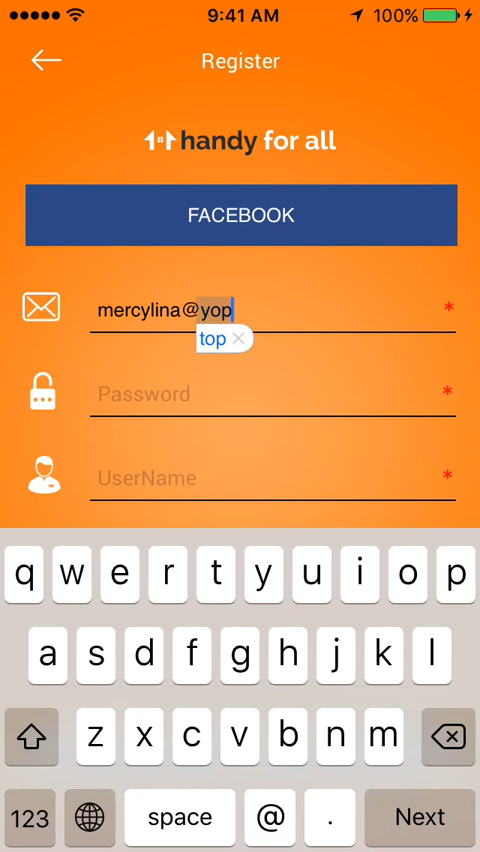 9:41 AM
100%
Register
handy for all
FACEBOOK
mercylina@yop *
top
Password *
UserName *
q w e r t y u i o p
a s d f g h j k l
z x c v b n m
123 space @ . Next